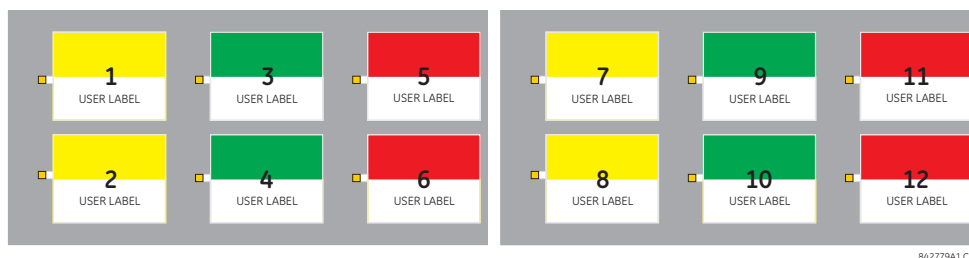 1 3 5 7 9 11
USER LABEL USER LABEL USER LABEL USER LABEL USER LABEL USER LABEL
2 4 6 8 10 12
USER LABEL USER LABEL USER LABEL USER LABEL USER LABEL USER LABEL
842779A1.C